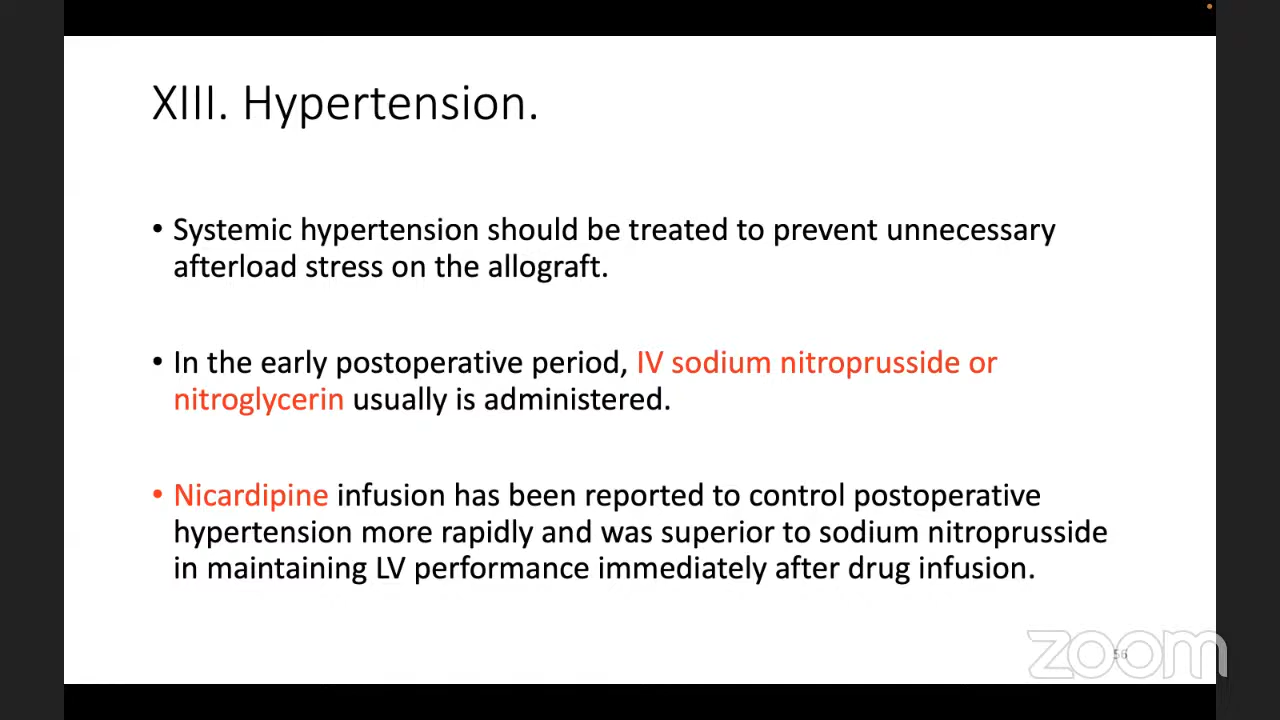 XIII. Hypertension.
• Systemic hypertension should be treated to prevent unnecessary
afterload stress on the allograft.
• In the early postoperative period, IV sodium nitroprusside or
nitroglycerin usually is administered.
• Nicardipine infusion has been reported to control postoperative
hypertension more rapidly and was superior to sodium nitroprusside
in maintaining LV performance immediately after drug infusion.
56
zoom